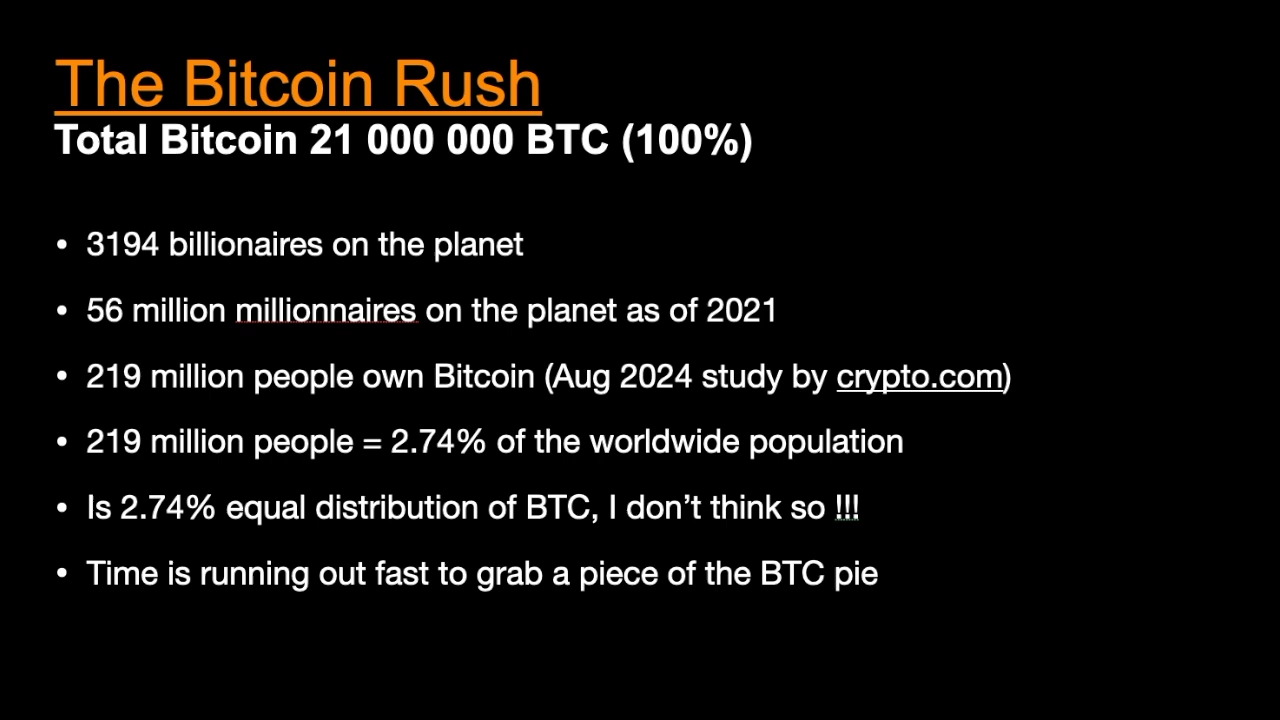 The Bitcoin Rush
Total Bitcoin 21 000 000 BTC (100%)
• 3194 billionaires on the planet
• 56 million millionnaires on the planet as of 2021
• 219 million people own Bitcoin (Aug 2024 study by crypto.com)
• 219 million people = 2.74% of the worldwide population
• Is 2.74% equal distribution of BTC, I don’t think so !!!
• Time is running out fast to grab a piece of the BTC pie